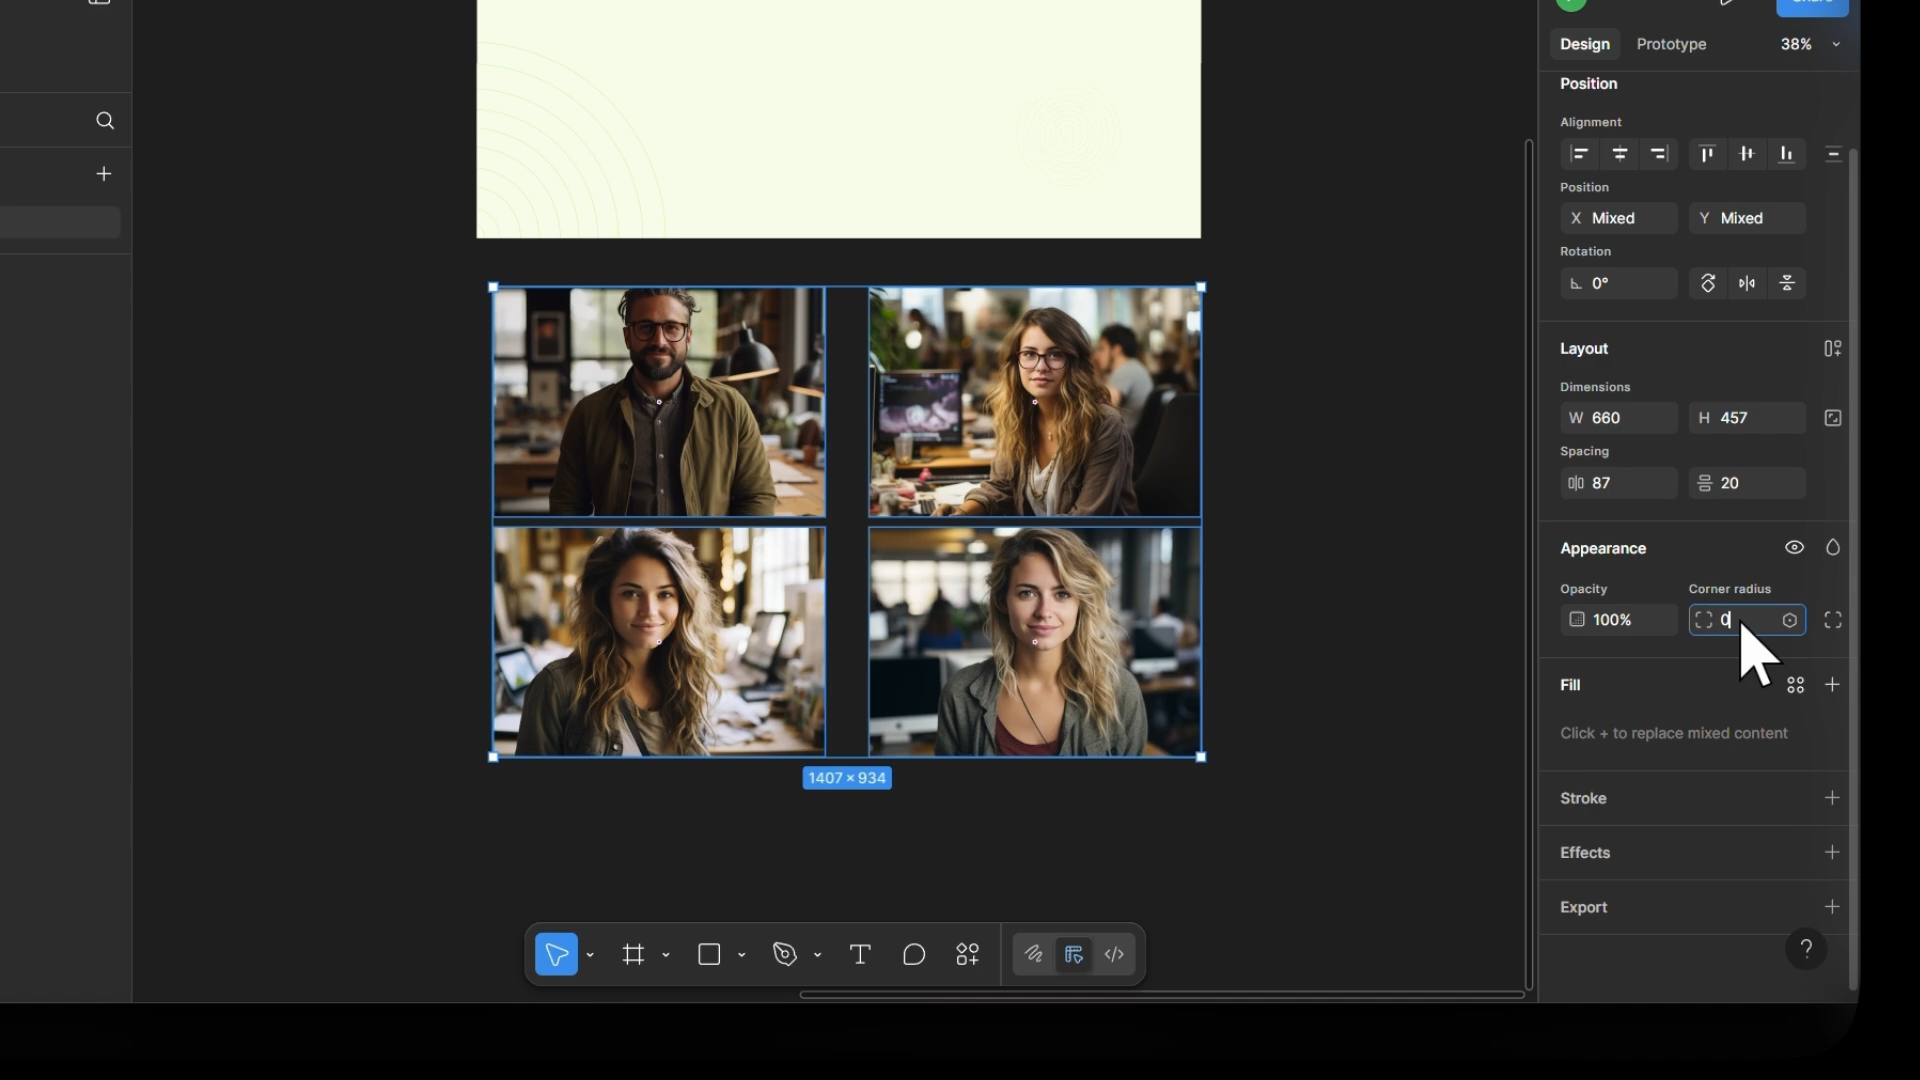 Share
Design Prototype 38%
Position
Alignment
Position
X Mixed Y Mixed
Rotation
0°
Layout
Dimensions
W 660 H 457
Spacing
87 20
Appearance
Opacity Corner radius
100% 0
Fill
Click + to replace mixed content
1407 × 934
Stroke
Effects
Export
?